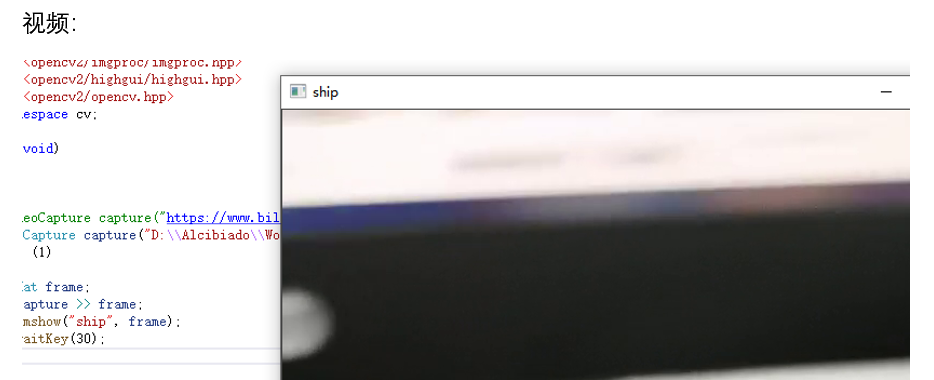 视频:
<opencv2/imgproc/imgproc.hpp>
<opencv2/highgui/highgui.hpp>
<opencv2/opencv.hpp>
espace cv;
void)
ship
eoCapture capture("https://www.bil
Capture capture("D:\\Alcibiado\\Wo
(1)
at frame;
apture >> frame;
mshow("ship", frame);
aitKey(30);